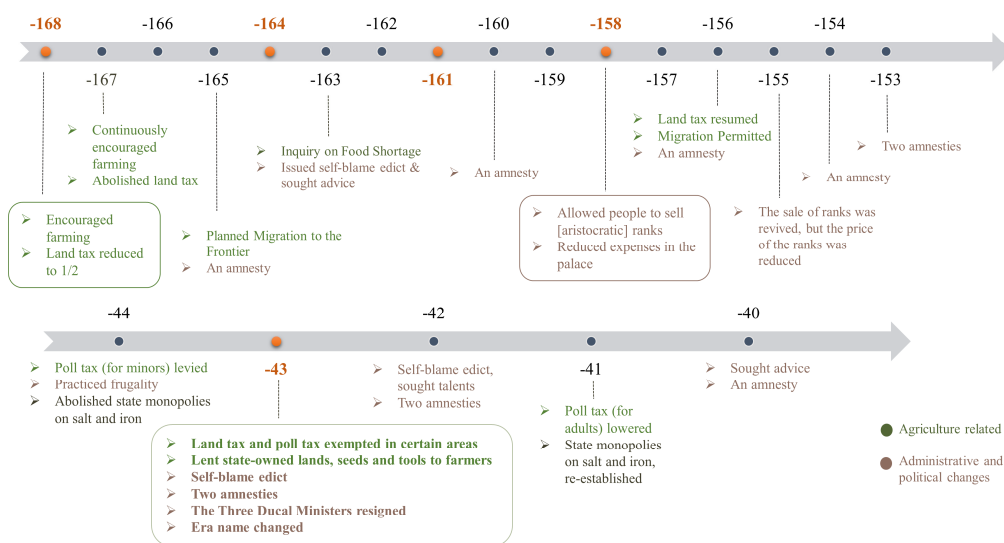 -168
-166
-164
-162
-160
-158
-156
-154
-167
-165
-163
-161
-159
-157
-155
-153
Continuously
encouraged
farming
Abolished land tax
Encouraged
farming
Land tax reduced
to 1/2
Planned Migration to the
Frontier
An amnesty
Inquiry on Food Shortage
Issued self-blame edict &
sought advice
An amnesty
Allowed people to sell
[aristocratic] ranks
Reduced expenses in the
palace
Land tax resumed
Migration Permitted
An amnesty
The sale of ranks was
revived, but the price
of the ranks was
reduced
An amnesty
Two amnesties
-44
-42
-40
-43
-41
Poll tax (for minors) levied
Practiced frugality
Abolished state monopolies
on salt and iron
Land tax and poll tax exempted in certain areas
Lent state-owned lands, seeds and tools to farmers
Self-blame edict
Two amnesties
The Three Ducal Ministers resigned
Era name changed
Self-blame edict,
sought talents
Two amnesties
Poll tax (for
adults) lowered
State monopolies
on salt and iron,
re-established
Sought advice
An amnesty
Agriculture related
Administrative and
political changes